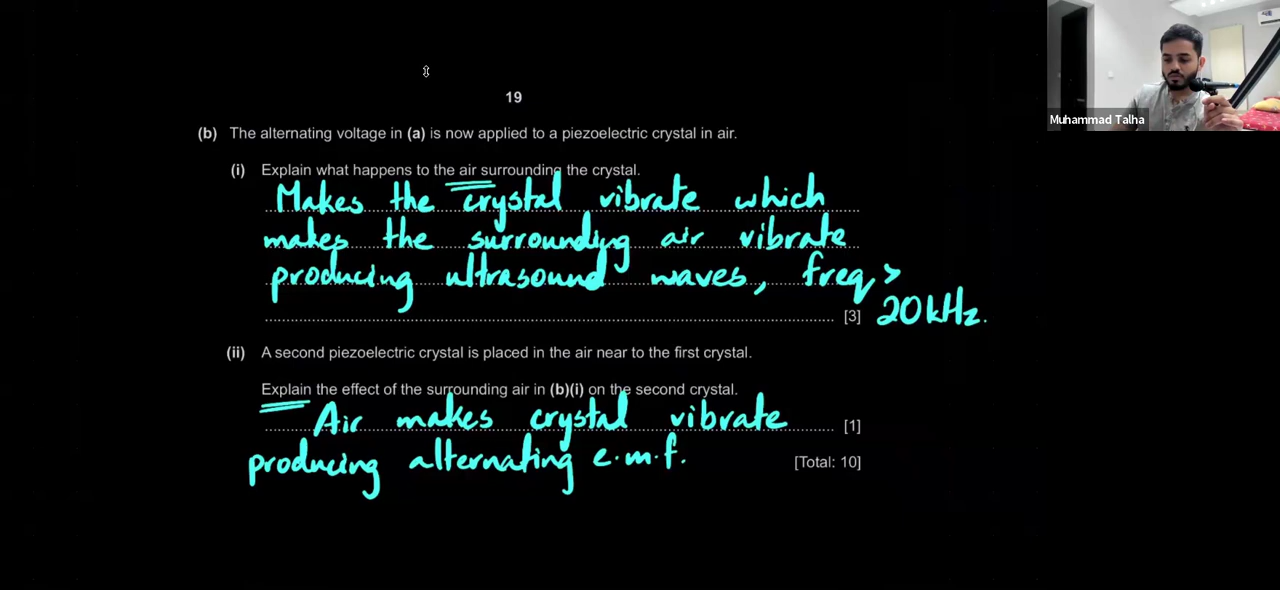 19
(b) The alternating voltage in (a) is now applied to a piezoelectric crystal in air.
(i) Explain what happens to the air surrounding the crystal.
Makes the crystal vibrate which
makes the surrounding air vibrate
producing ultrasound waves, freq >
20kHz.
[3]
(ii) A second piezoelectric crystal is placed in the air near to the first crystal.
Explain the effect of the surrounding air in (b)(i) on the second crystal.
Air makes crystal vibrate
[1]
producing alternating e.m.f.
[Total: 10]
Muhammad Talha